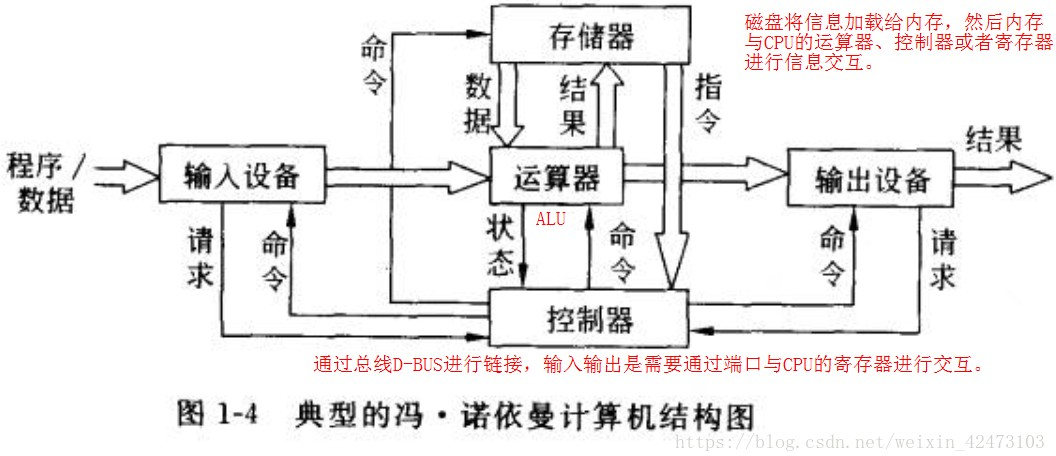 磁盘将信息加载给内存，然后内存
与CPU的运算器、控制器或者寄存器
进行信息交互。
存储器
命令
数据
结果
指令
程序/
数据
输入设备
运算器
ALU
输出设备
结果
请求
命令
状态
命令
命令
请求
控制器
通过总线D-BUS进行链接，输入输出是需要通过端口与CPU的寄存器进行交互。
图 1-4 典型的冯·诺依曼计算机结构图
https://blog.csdn.net/weixin_42473103